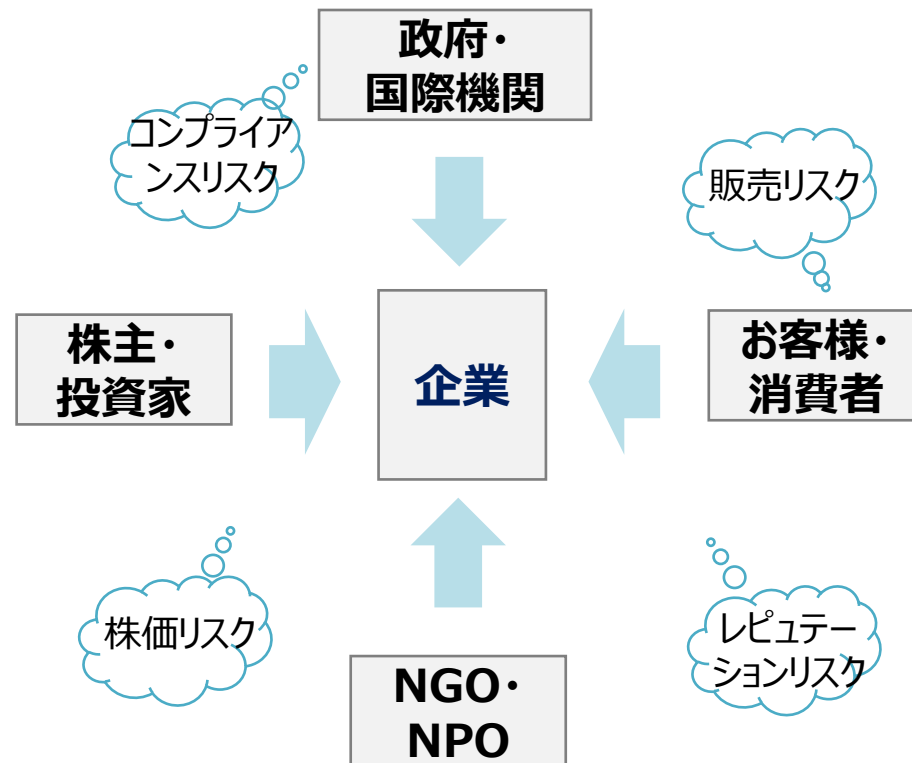 政府・
国際機関
コンプライア
ンスリスク
販売リスク
株主・
投資家
企業
お客様・
消費者
株価リスク
レピュテー
ションリスク
NGO・
NPO